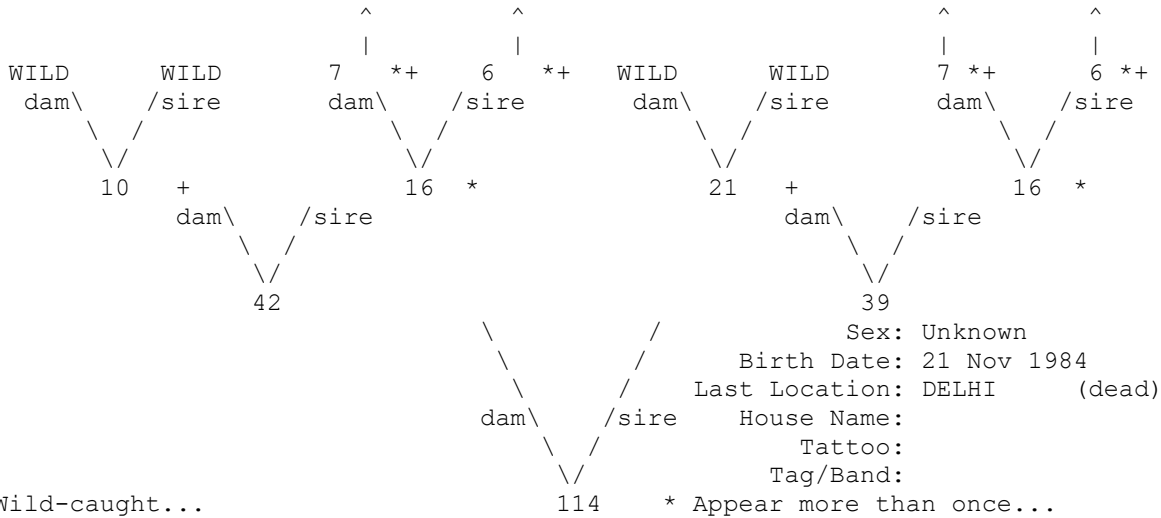 ^ ^ ^ ^
| | | |
WILD WILD 7 *+ 6 *+ WILD WILD 7 *+ 6 *+
dam\ /sire dam\ /sire dam\ /sire dam\ /sire
\ / \ / \ / \ /
\/ \/ \/ \/
10 + 16 * 21 + 16 *
dam\ /sire dam\ /sire
\ / \ /
\/ \/
42 39
\ / Sex: Unknown
\ / Birth Date: 21 Nov 1984
\ / Last Location: DELHI (dead)
dam\ /sire House Name:
\ / Tattoo:
\/ Tag/Band:
Wild-caught... 114 * Appear more than once...